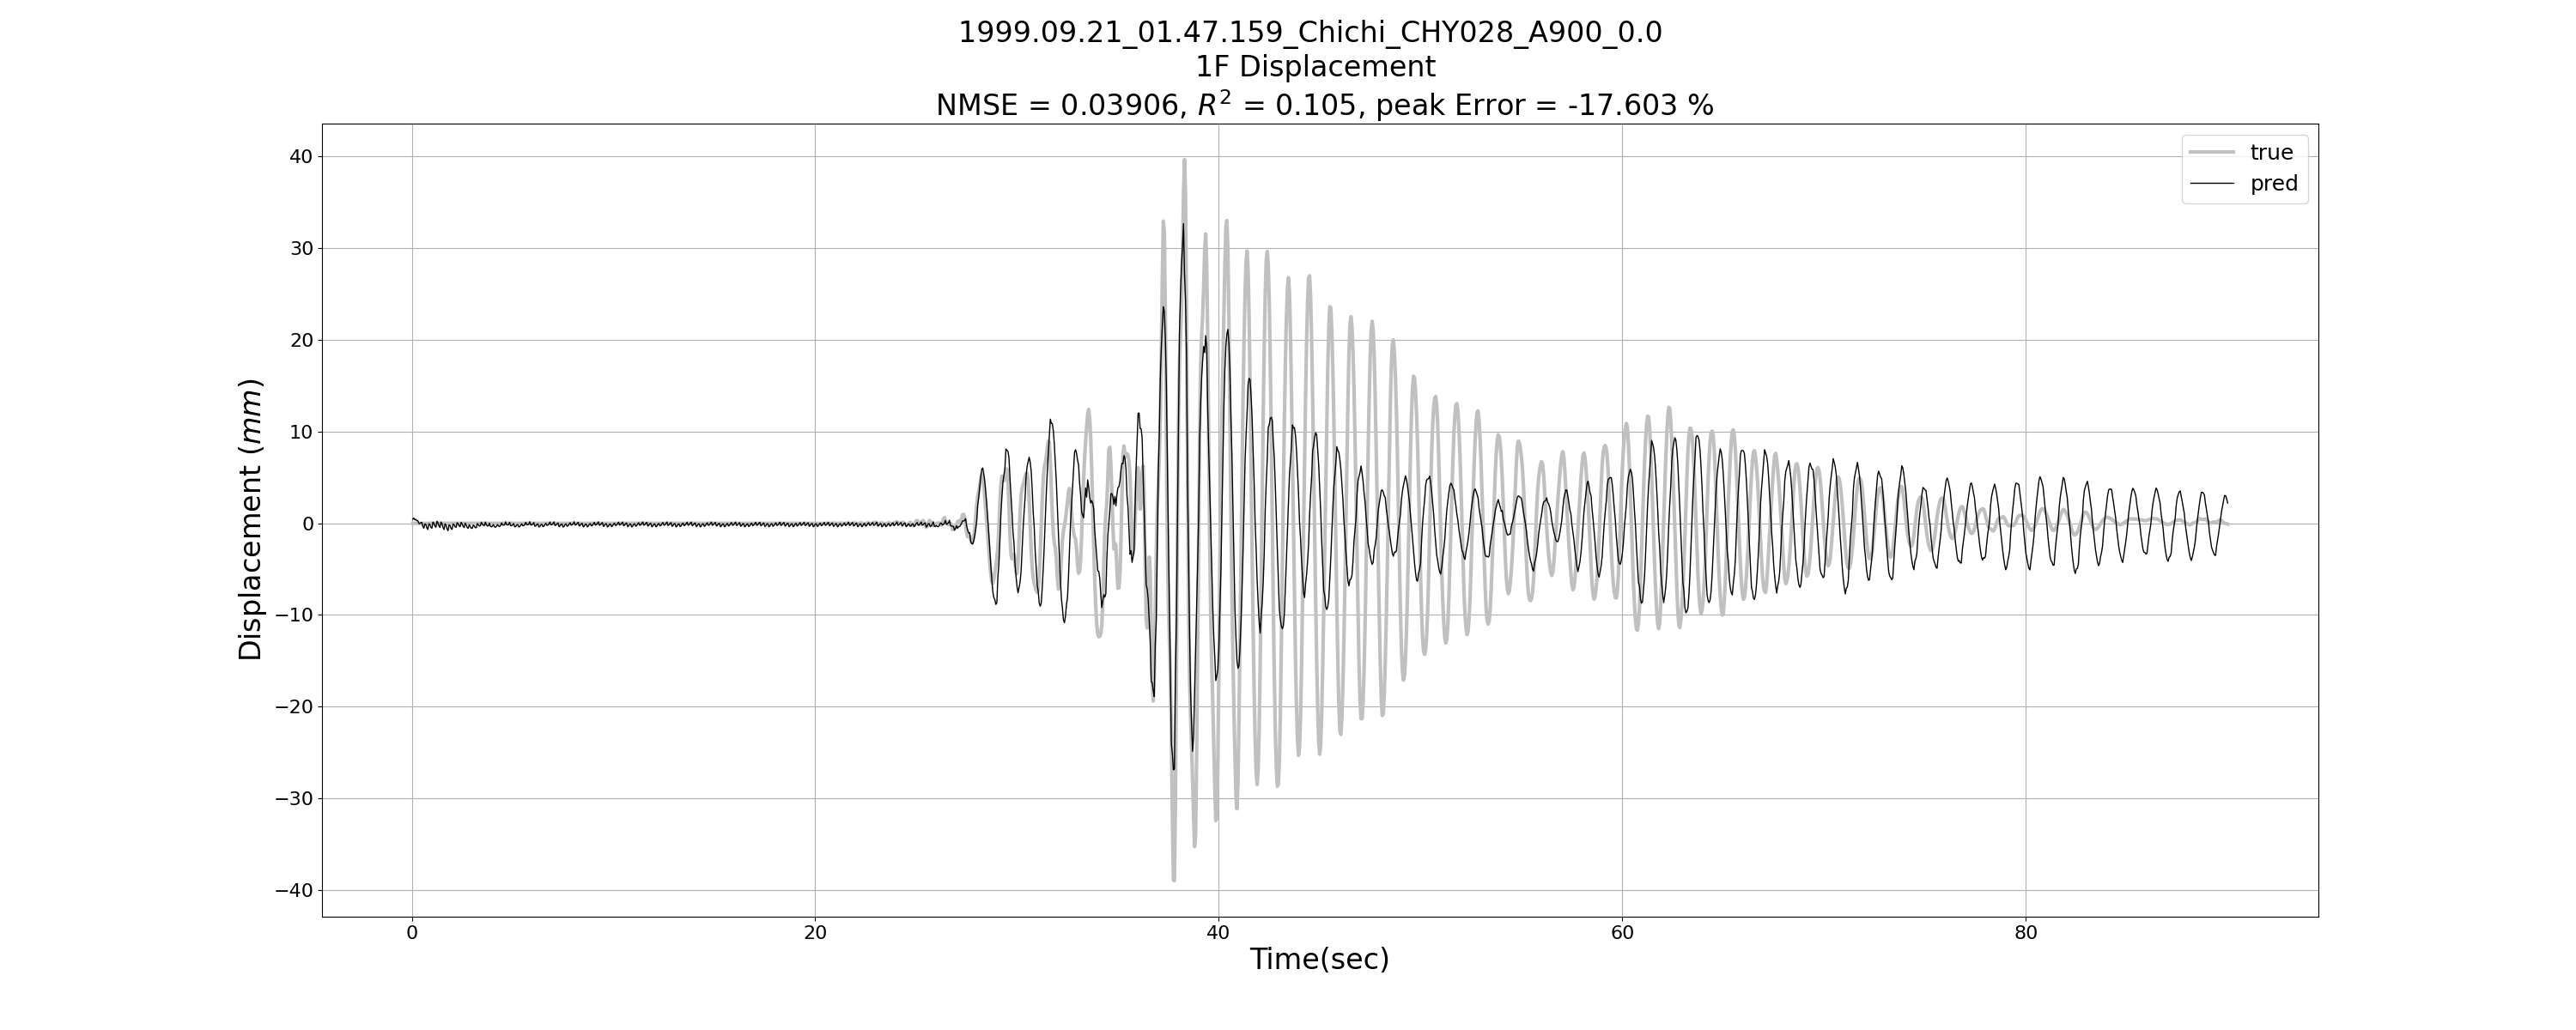 1999.09.21_01.47.159_Chichi_CHY028_A900_0.0
1F Displacement
NMSE = 0.03906, R² = 0.105, peak Error = -17.603 %
true
pred
Displacement (mm)
40
30
20
10
0
−10
−20
−30
−40
0 20 40 60 80
Time(sec)